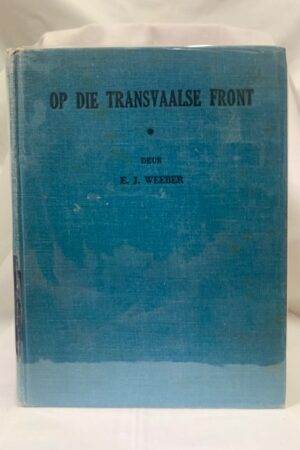 OP DIE TRANSVAALSE FRONT
DEUR
E. J. WEEBER